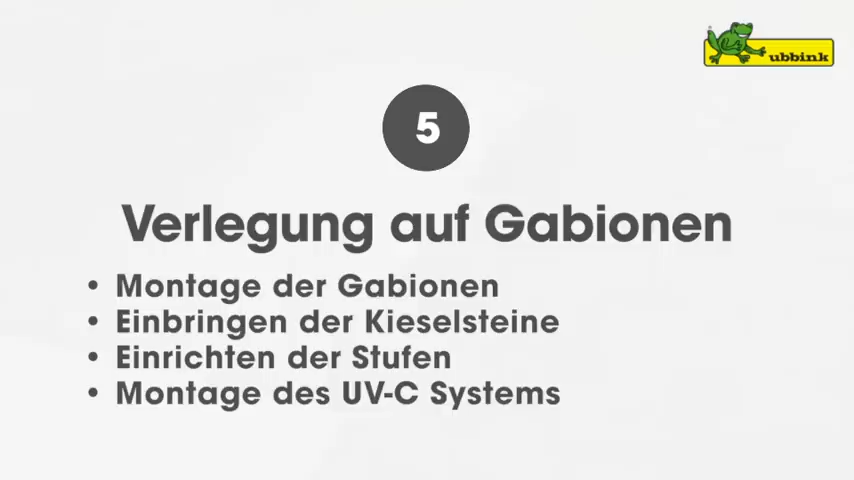 ubbink
5
Verlegung auf Gabionen
• Montage der Gabionen
• Einbringen der Kieselsteine
• Einrichten der Stufen
• Montage des UV-C Systems